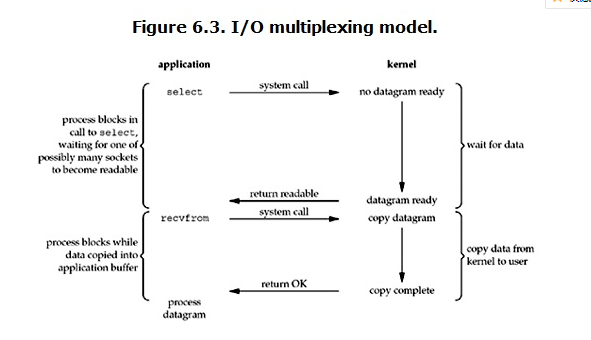 Figure 6.3. I/O multiplexing model.
application
kernel
select
system call
no datagram ready
process blocks in
call to select,
waiting for one of
possibly many sockets
to become readable
wait for data
return readable
datagram ready
recvfrom
system call
copy datagram
process blocks while
data copied into
application buffer
copy data from
kernel to user
return OK
copy complete
process
datagram